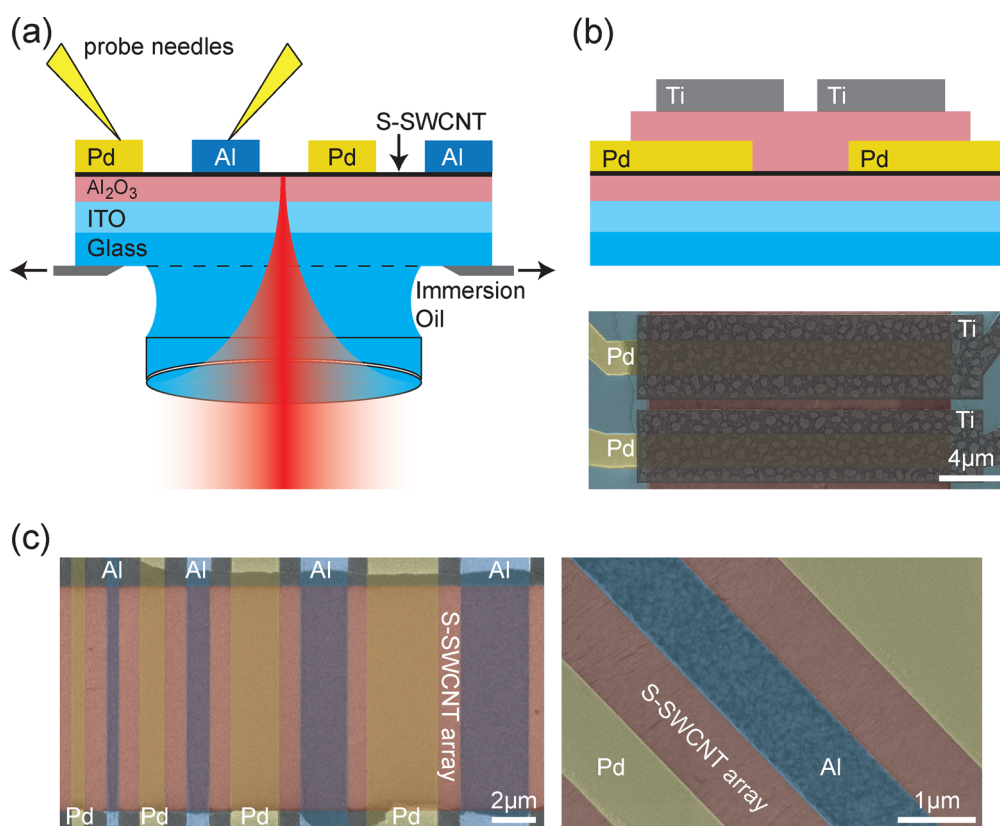 (a)
probe needles
S-SWCNT
Pd
Al
Pd
Al
Al₂O₃
ITO
Glass
Immersion
Oil
(b)
Ti
Ti
Pd
Pd
Ti
Pd
Ti
Pd
4μm
(c)
Al
Al
Al
Al
S-SWCNT array
Pd
Pd
Pd
Pd
2μm
S-SWCNT array
Pd
Al
1μm